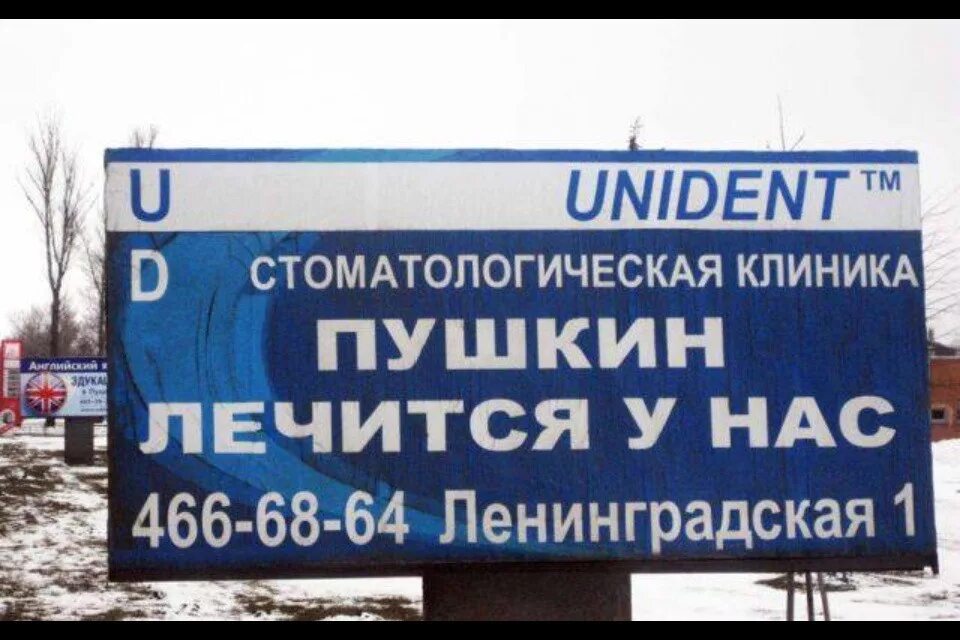 U UNIDENT™
D СТОМАТОЛОГИЧЕСКАЯ КЛИНИКА
ПУШКИН
ЛЕЧИТСЯ У НАС
466-68-64 Ленинградская 1
Английский